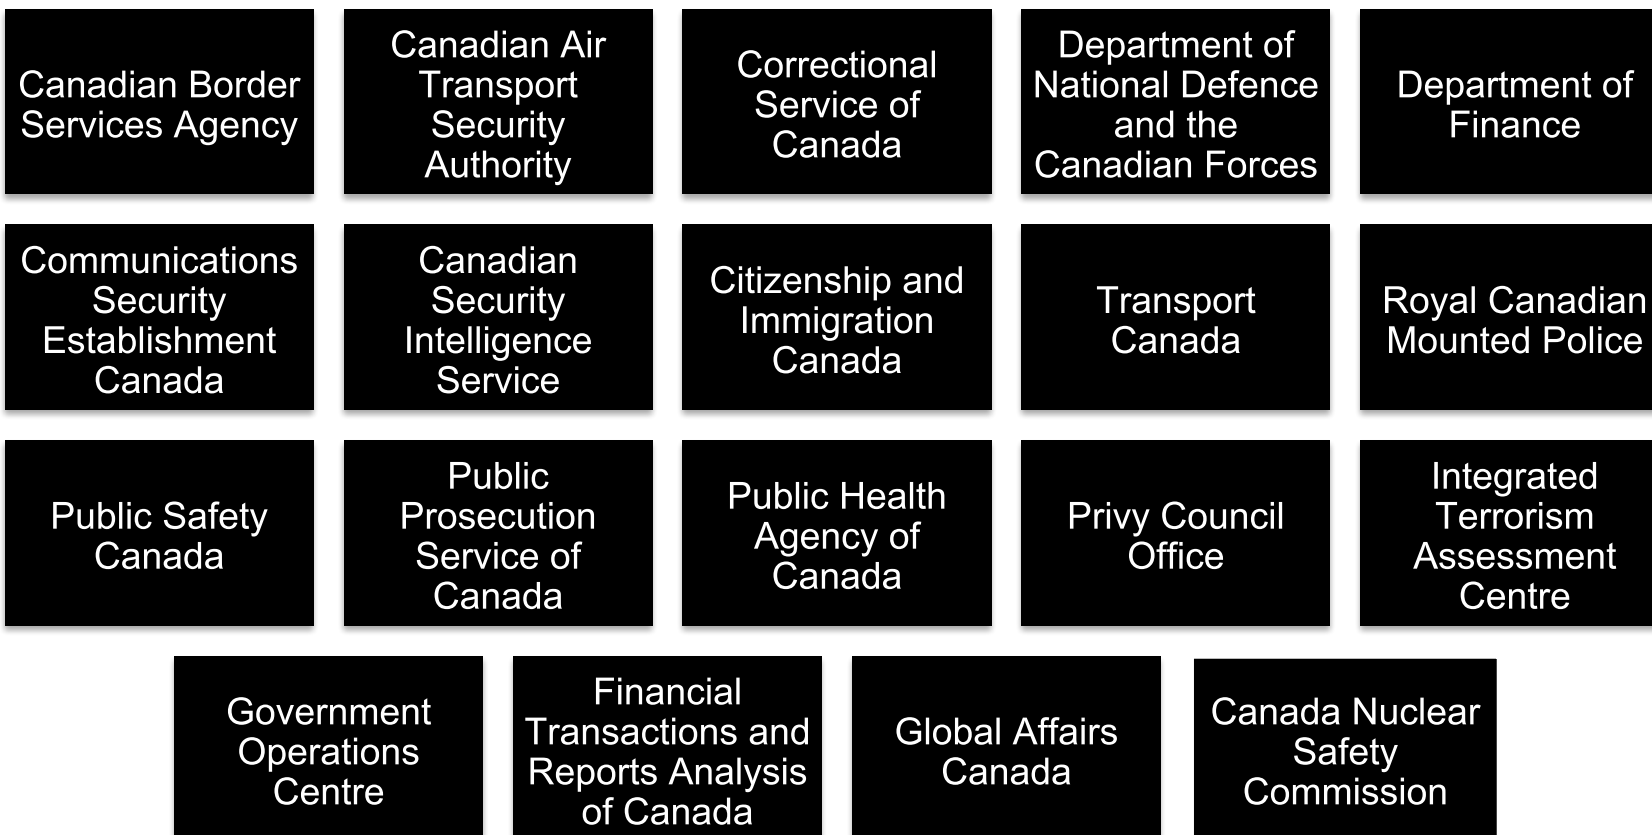 Canadian Border
Services Agency
Canadian Air
Transport
Security
Authority
Correctional
Service of
Canada
Department of
National Defence
and the
Canadian Forces
Department of
Finance
Communications
Security
Establishment
Canada
Canadian
Security
Intelligence
Service
Citizenship and
Immigration
Canada
Transport
Canada
Royal Canadian
Mounted Police
Public Safety
Canada
Public
Prosecution
Service of
Canada
Public Health
Agency of
Canada
Privy Council
Office
Integrated
Terrorism
Assessment
Centre
Government
Operations
Centre
Financial
Transactions and
Reports Analysis
of Canada
Global Affairs
Canada
Canada Nuclear
Safety
Commission